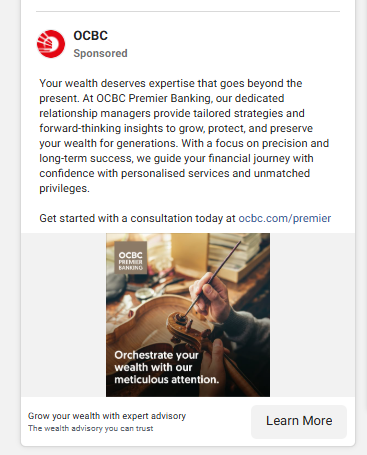 OCBC
Sponsored
Your wealth deserves expertise that goes beyond the
present. At OCBC Premier Banking, our dedicated
relationship managers provide tailored strategies and
forward-thinking insights to grow, protect, and preserve
your wealth for generations. With a focus on precision and
long-term success, we guide your financial journey with
confidence with personalised services and unmatched
privileges.
Get started with a consultation today at ocbc.com/premier
OCBC
PREMIER
BANKING
Orchestrate your
wealth with our
meticulous attention.
Grow your wealth with expert advisory
The wealth advisory you can trust
Learn More